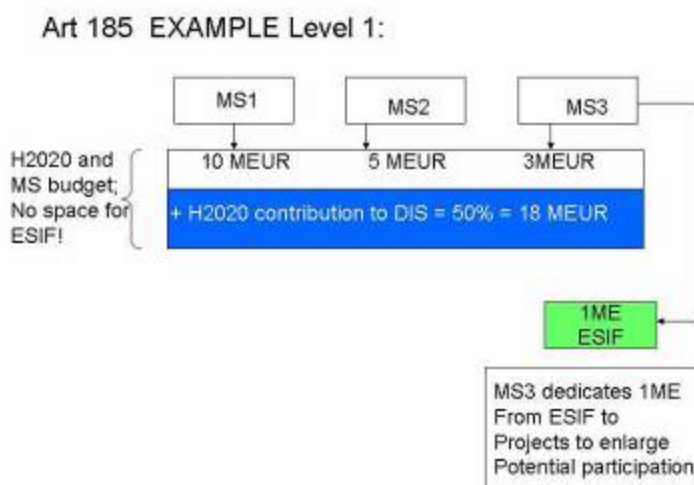 Art 185 EXAMPLE Level 1:
MS1
MS2
MS3
H2020 and
MS budget;
No space for
ESIF!
10 MEUR
5 MEUR
3MEUR
+ H2020 contribution to DIS = 50% = 18 MEUR
1ME
ESIF
MS3 dedicates 1ME
From ESIF to
Projects to enlarge
Potential participation